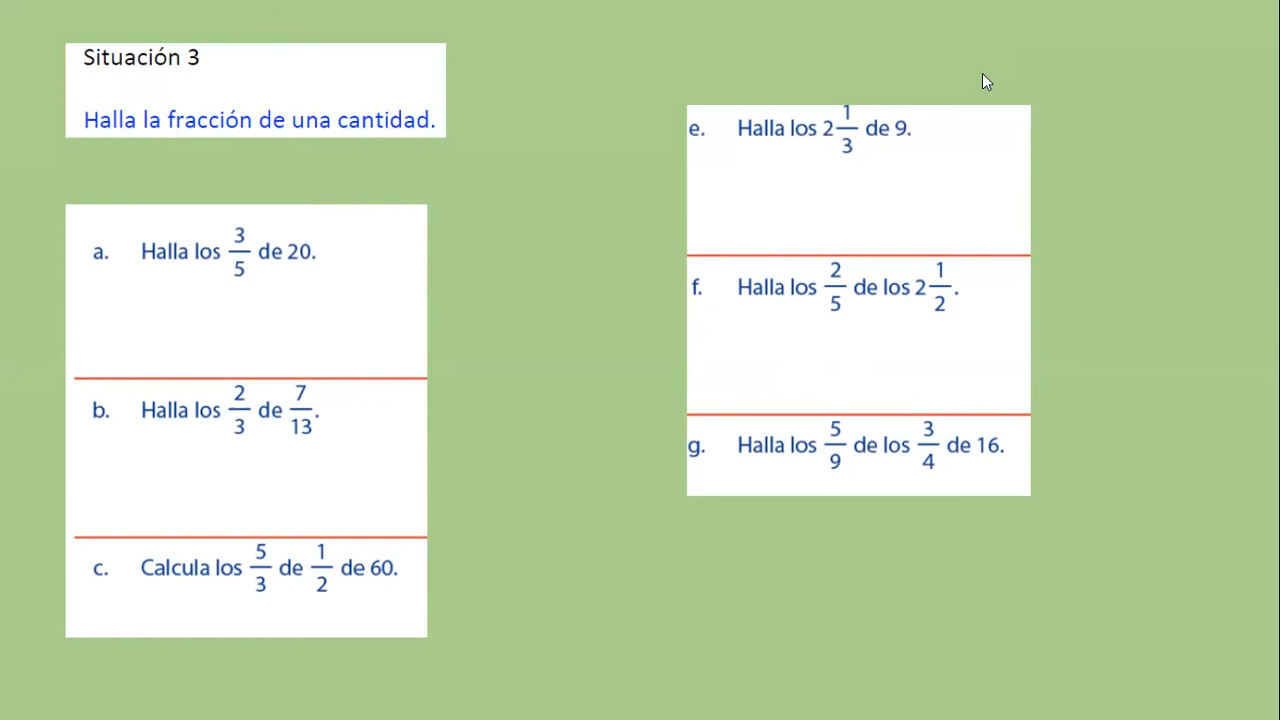 Situación 3
Halla la fracción de una cantidad.
a. Halla los 3/5 de 20.
b. Halla los 2/3 de 7/13.
c. Calcula los 5/3 de 1/2 de 60.
e. Halla los 2 1/3 de 9.
f. Halla los 2/5 de los 2 1/2.
g. Halla los 5/9 de los 3/4 de 16.